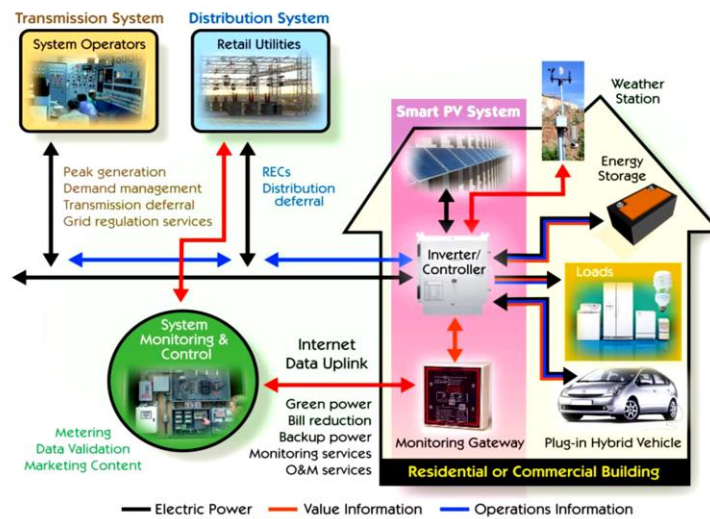 Transmission System
System Operators
Distribution System
Retail Utilities
Peak generation
Demand management
Transmission deferral
Grid regulation services
RECs
Distribution
deferral
Smart PV System
Weather
Station
Energy
Storage
Inverter/
Controller
Loads
System
Monitoring &
Control
Internet
Data Uplink
Green power
Bill reduction
Backup power
Monitoring services
O&M services
Metering
Data Validation
Marketing Content
Monitoring Gateway
Plug-in Hybrid Vehicle
Residential or Commercial Building
Electric Power
Value Information
Operations Information